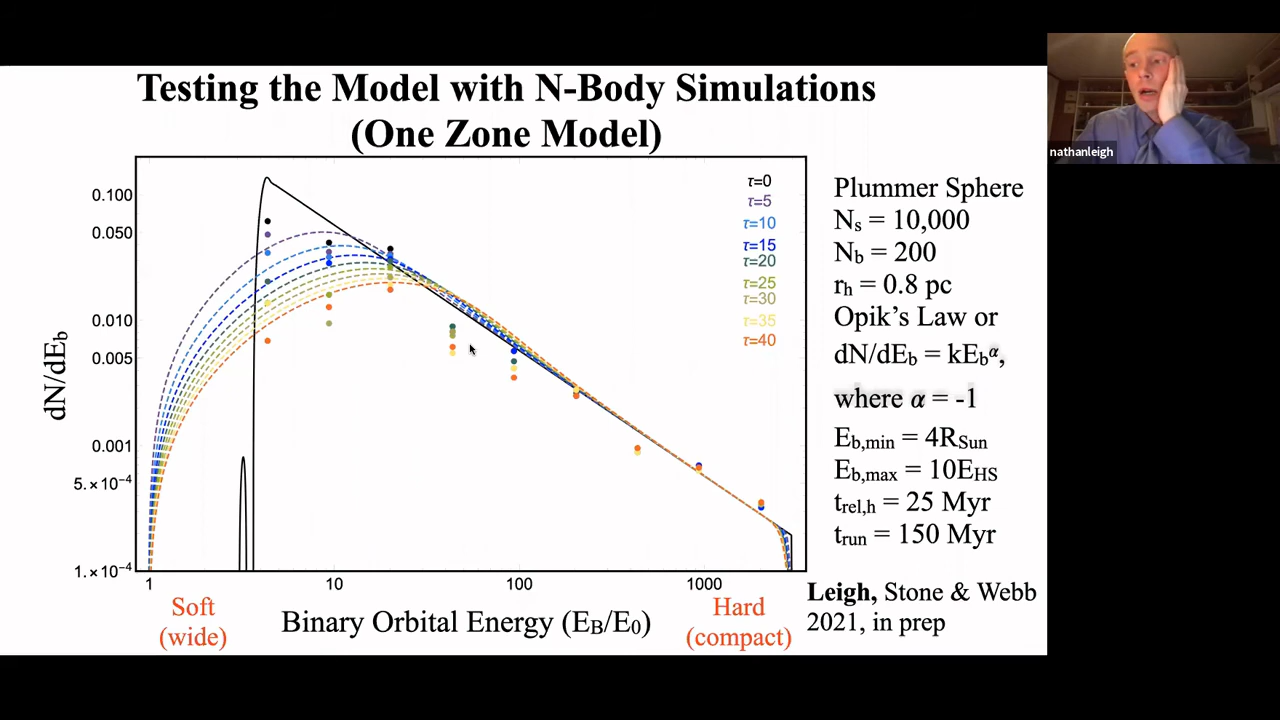 Testing the Model with N-Body Simulations
(One Zone Model)
nathanleigh
dN/dEb
0.100
0.050
0.010
0.005
0.001
5.×10⁻⁴
1.×10⁻⁴
1
10
100
1000
τ=0
τ=5
τ=10
τ=15
τ=20
τ=25
τ=30
τ=35
τ=40
Soft
(wide)
Binary Orbital Energy (EB/E0)
Hard
(compact)
Plummer Sphere
Ns = 10,000
Nb = 200
rh = 0.8 pc
Opik's Law or
dN/dEb = kEbᵅ,
where α = -1
Eb,min = 4RSun
Eb,max = 10EHS
trel,h = 25 Myr
trun = 150 Myr
Leigh, Stone & Webb
2021, in prep